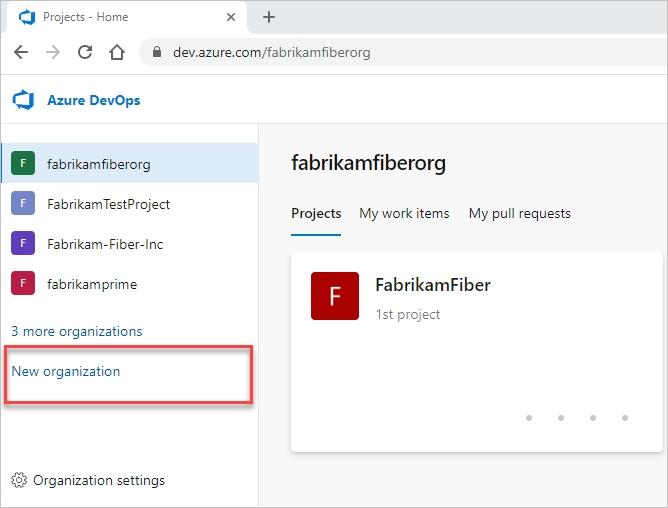 Projects - Home
dev.azure.com/fabrikamfiberorg
Azure DevOps
F fabrikamfiberorg
F FabrikamTestProject
F Fabrikam-Fiber-Inc
F fabrikamprime
3 more organizations
New organization
Organization settings
fabrikamfiberorg
Projects My work items My pull requests
F
FabrikamFiber
1st project